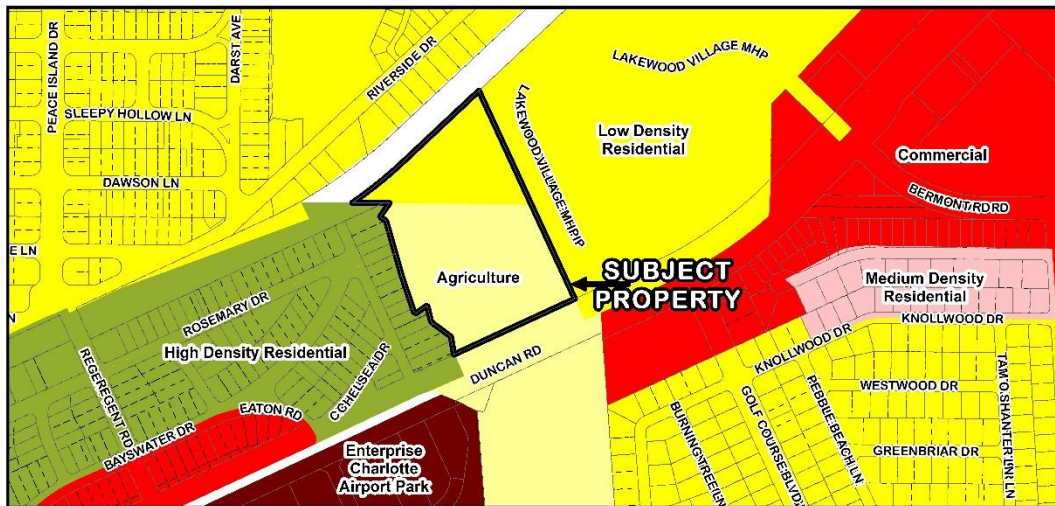 PEACE ISLAND DR
DARST AVE
RIVERSIDE DR
SLEEPY HOLLOW LN
DAWSON LN
E LN
N
LAKEWOOD VILLAGE MHP
LAKEWOOD VILLAGE MHP
Low Density
Residential
Commercial
BERMONT RD
Agriculture
SUBJECT
PROPERTY
Medium Density
Residential
KNOLLWOOD DR
KNOLLWOOD DR
ROSEMARY DR
High Density Residential
CHELSEA DR
DUNCAN RD
REGENT RD
EATON RD
BAYSWATER DR
Enterprise
Charlotte
Airport Park
BURNING TREE LN
GOLF COURSE BLVD
PEBBLE BEACH LN
WESTWOOD DR
GREENBRIAR DR
TAM O SHANTER LN